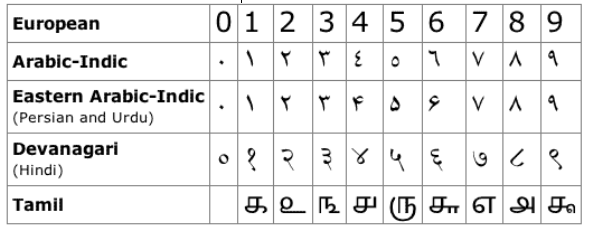 European 0 1 2 3 4 5 6 7 8 9
Arabic-Indic ٠ ١ ٢ ٣ ٤ ٥ ٦ ٧ ٨ ٩
Eastern Arabic-Indic ۰ ۱ ۲ ۳ ۴ ۵ ۶ ۷ ۸ ۹
(Persian and Urdu)
Devanagari ० १ २ ३ ४ ५ ६ ७ ८ ९
(Hindi)
Tamil ௧ ௨ ௩ ௪ ௫ ௬ ௭ ௮ ௯